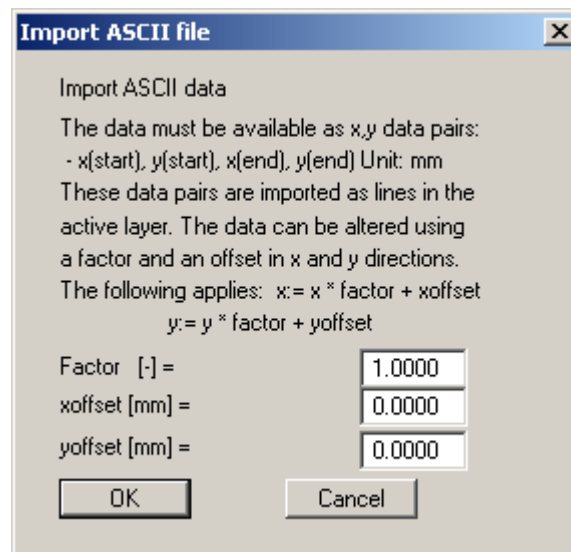 Import ASCII file
Import ASCII data
The data must be available as x,y data pairs:
- x(start), y(start), x(end), y(end) Unit: mm
These data pairs are imported as lines in the
active layer. The data can be altered using
a factor and an offset in x and y directions.
The following applies:  x:= x * factor + xoffset
y:= y * factor + yoffset
Factor   [-] = 1.0000
xoffset [mm] = 0.0000
yoffset [mm] = 0.0000
OK Cancel